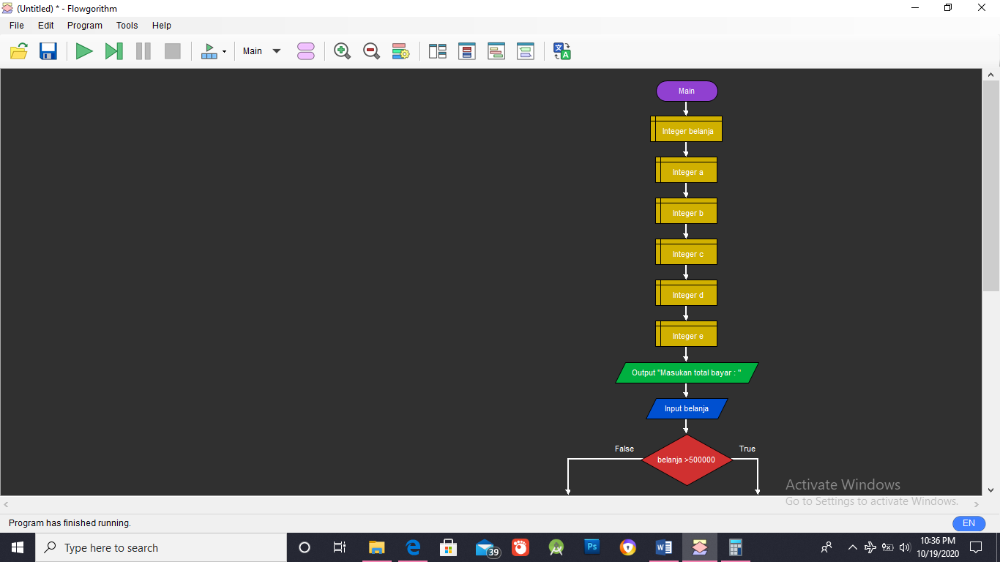 (Untitled) * - Flowgorithm
File Edit Program Tools Help
Main
Main
Integer belanja
Integer a
Integer b
Integer c
Integer d
Integer e
Output "Masukan total bayar : "
Input belanja
False
True
belanja >500000
Activate Windows
Go to Settings to activate Windows.
Program has finished running.
EN
Type here to search
39
Ps
10:36 PM
10/19/2020